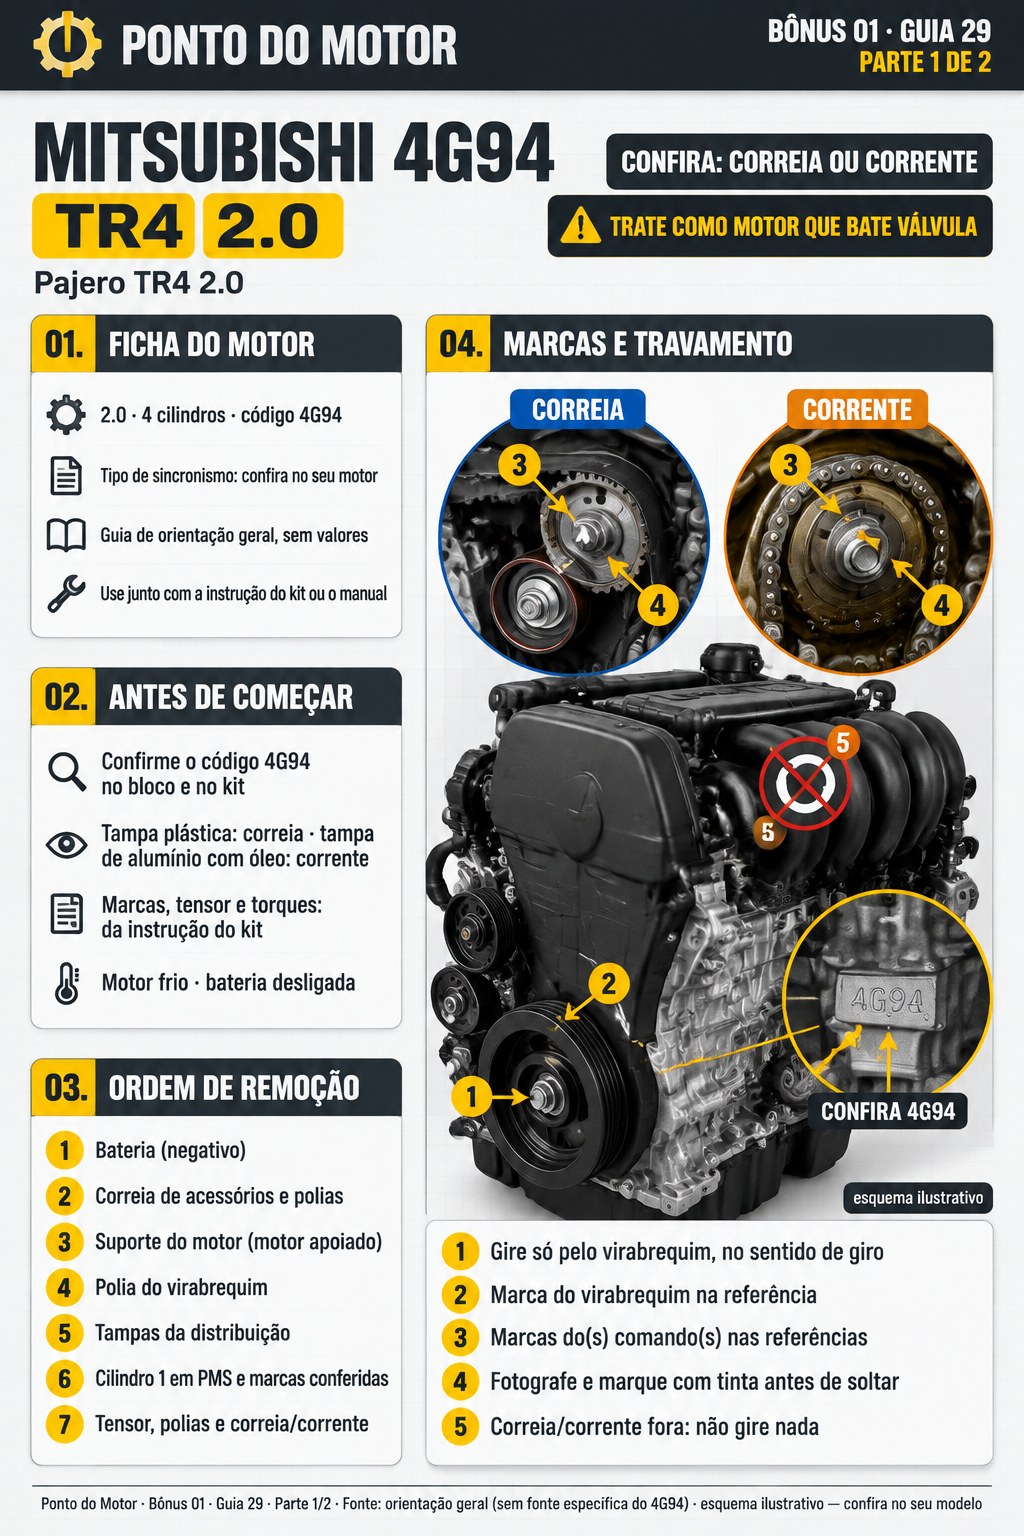 PONTO DO MOTOR
BÔNUS 01 · GUIA 29
PARTE 1 DE 2
MITSUBISHI 4G94
TR4 2.0
Pajero TR4 2.0
CONFIRA: CORREIA OU CORRENTE
TRATE COMO MOTOR QUE BATE VÁLVULA
01. FICHA DO MOTOR
2.0 · 4 cilindros · código 4G94
Tipo de sincronismo: confira no seu motor
Guia de orientação geral, sem valores
Use junto com a instrução do kit ou o manual
02. ANTES DE COMEÇAR
Confirme o código 4G94
no bloco e no kit
Tampa plástica: correia · tampa
de alumínio com óleo: corrente
Marcas, tensor e torques:
da instrução do kit
Motor frio · bateria desligada
03. ORDEM DE REMOÇÃO
1 Bateria (negativo)
2 Correia de acessórios e polias
3 Suporte do motor (motor apoiado)
4 Polia do virabrequim
5 Tampas da distribuição
6 Cilindro 1 em PMS e marcas conferidas
7 Tensor, polias e correia/corrente
04. MARCAS E TRAVAMENTO
CORREIA
3
4
CORRENTE
3
4
5
5
2
1
4G94
CONFIRA 4G94
esquema ilustrativo
1 Gire só pelo virabrequim, no sentido de giro
2 Marca do virabrequim na referência
3 Marcas do(s) comando(s) nas referências
4 Fotografe e marque com tinta antes de soltar
5 Correia/corrente fora: não gire nada
Ponto do Motor · Bônus 01 · Guia 29 · Parte 1/2 · Fonte: orientação geral (sem fonte especifica do 4G94) · esquema ilustrativo — confira no seu modelo